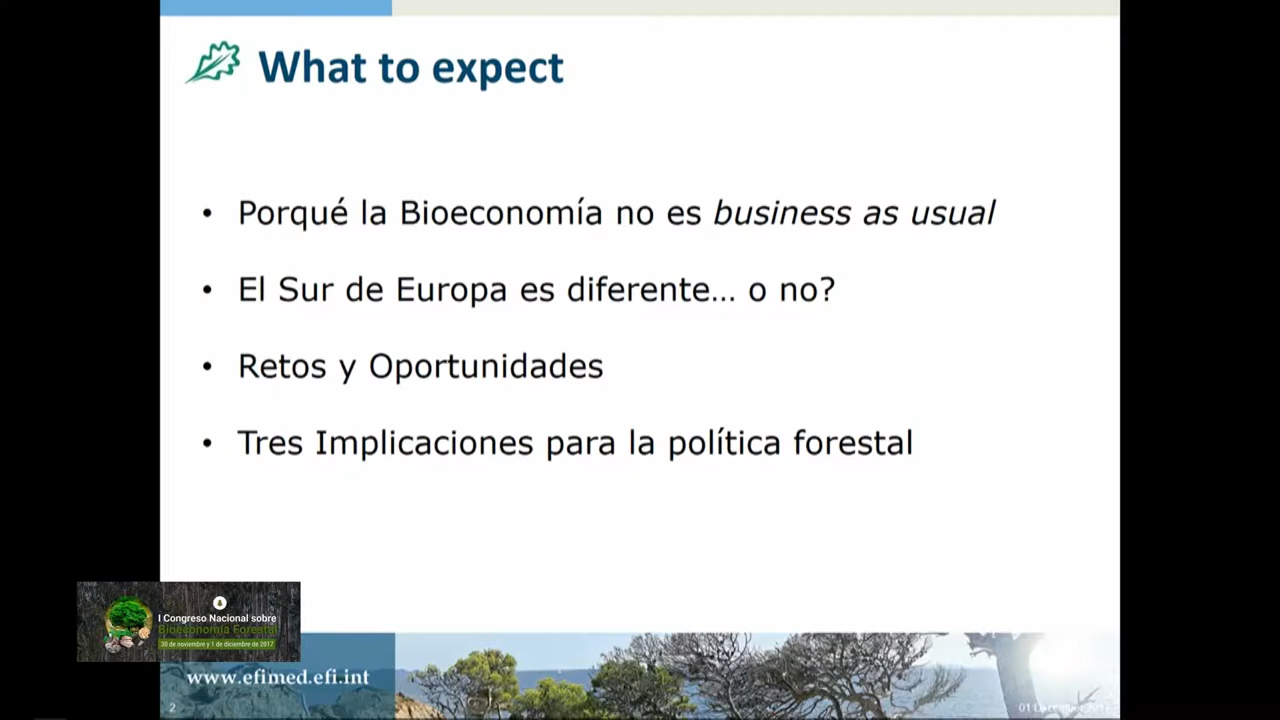 What to expect
• Porqué la Bioeconomía no es business as usual
• El Sur de Europa es diferente... o no?
• Retos y Oportunidades
• Tres Implicaciones para la política forestal
I Congreso Nacional sobre
Bioeconomía Forestal
30 de noviembre y 1 de diciembre de 2017
www.efimed.efi.int
2